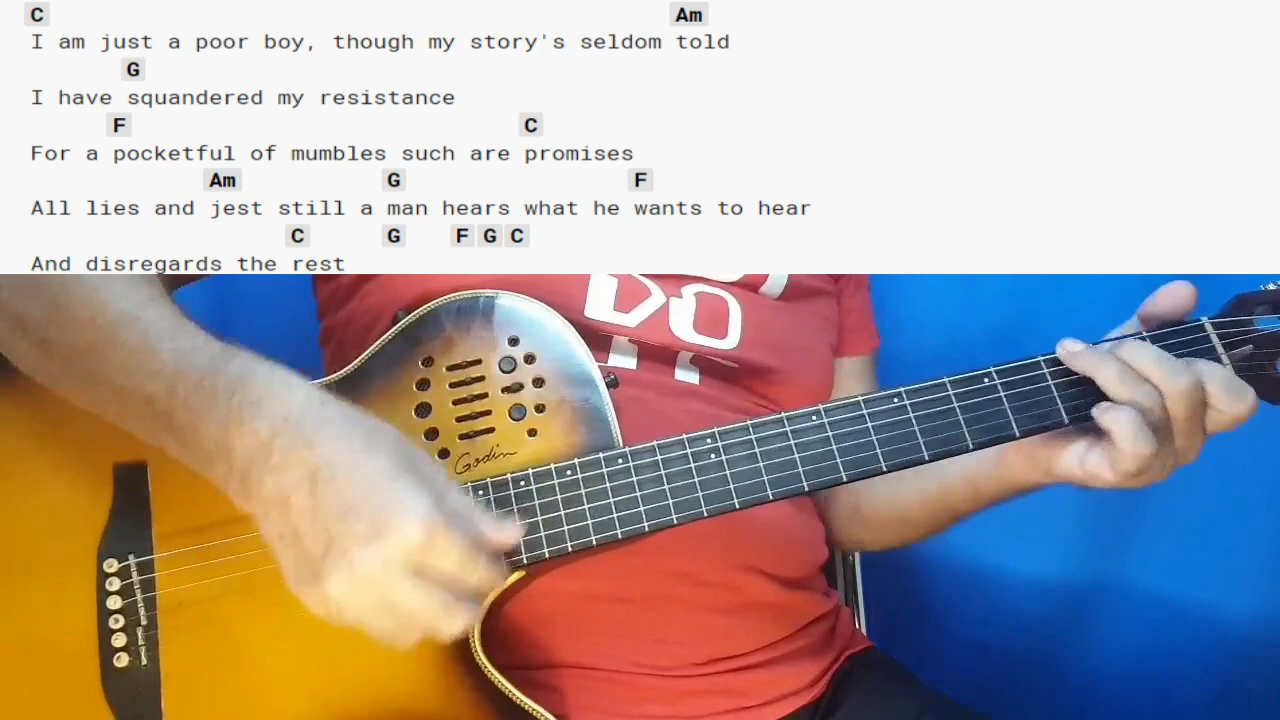 C Am
I am just a poor boy, though my story's seldom told
G
I have squandered my resistance
F C
For a pocketful of mumbles such are promises
Am G F
All lies and jest still a man hears what he wants to hear
C G F G C
And disregards the rest
DO
Godin